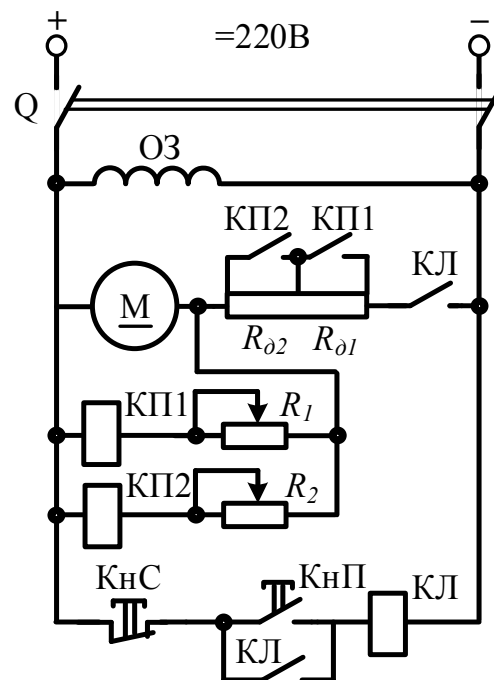 + =220В −
Q
ОЗ
КП2 КП1
КЛ
М
Rд2 Rд1
КП1 R1
КП2 R2
КнС КнП КЛ
КЛ